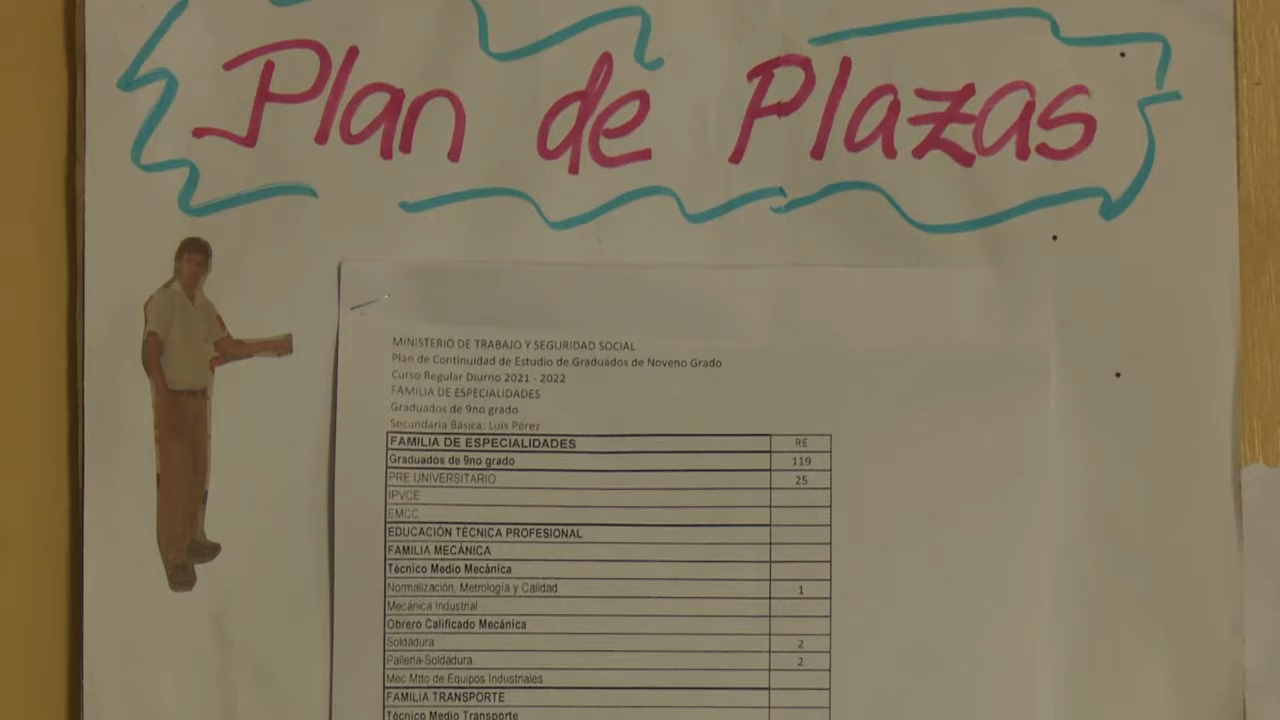 Plan de Plazas
MINISTERIO DE TRABAJO Y SEGURIDAD SOCIAL
Plan de Continuidad de Estudio de Graduados de Noveno Grado
Curso Regular Diurno 2021 - 2022
FAMILIA DE ESPECIALIDADES
Graduados de 9no grado
Secundaria Básica: Luis Pérez
FAMILIA DE ESPECIALIDADES RE
Graduados de 9no grado 119
PRE UNIVERSITARIO 25
IPVCE
EMCC
EDUCACIÓN TÉCNICA PROFESIONAL
FAMILIA MECÁNICA
Técnico Medio Mecánica
Normalización, Metrología y Calidad 1
Mecánica Industrial
Obrero Calificado Mecánica
Soldadura 2
Pailería-Soldadura 2
Mec Mtto de Equipos Industriales
FAMILIA TRANSPORTE
Técnico Medio Transporte